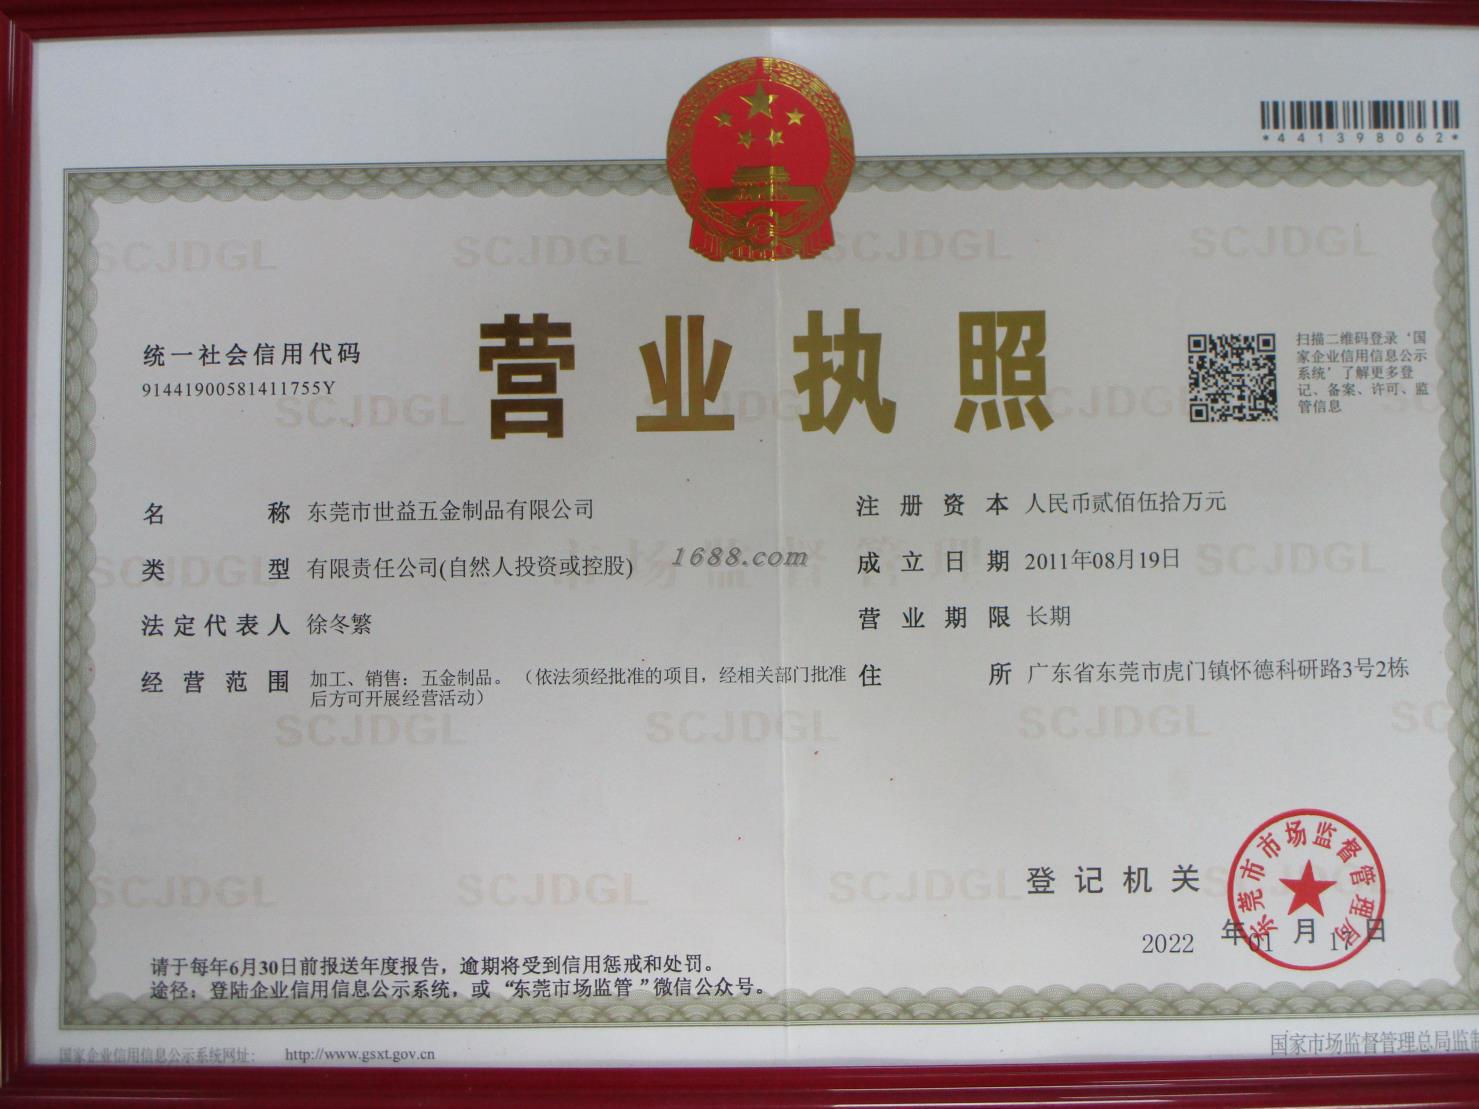 *441398062*
营业执照
统一社会信用代码
91441900581411755Y
扫描二维码登录‘国
家企业信用信息公示
系统’了解更多登
记、备案、许可、监
管信息
名称 东莞市世益五金制品有限公司
类型 有限责任公司(自然人投资或控股)
法定代表人 徐冬繁
经营范围 加工、销售：五金制品。（依法须经批准的项目，经相关部门批准
后方可开展经营活动）
注册资本 人民币贰佰伍拾万元
成立日期 2011年08月19日
营业期限 长期
住所 广东省东莞市虎门镇怀德科研路3号2栋
1688.com
登记机关
东莞市市场监督管理局
2022 年01月17日
请于每年6月30日前报送年度报告，逾期将受到信用惩戒和处罚。
途径：登陆企业信用信息公示系统，或“东莞市场监管”微信公众号。
国家企业信用信息公示系统网址： http://www.gsxt.gov.cn
国家市场监督管理总局监制
SCJDGL
市场监督管理